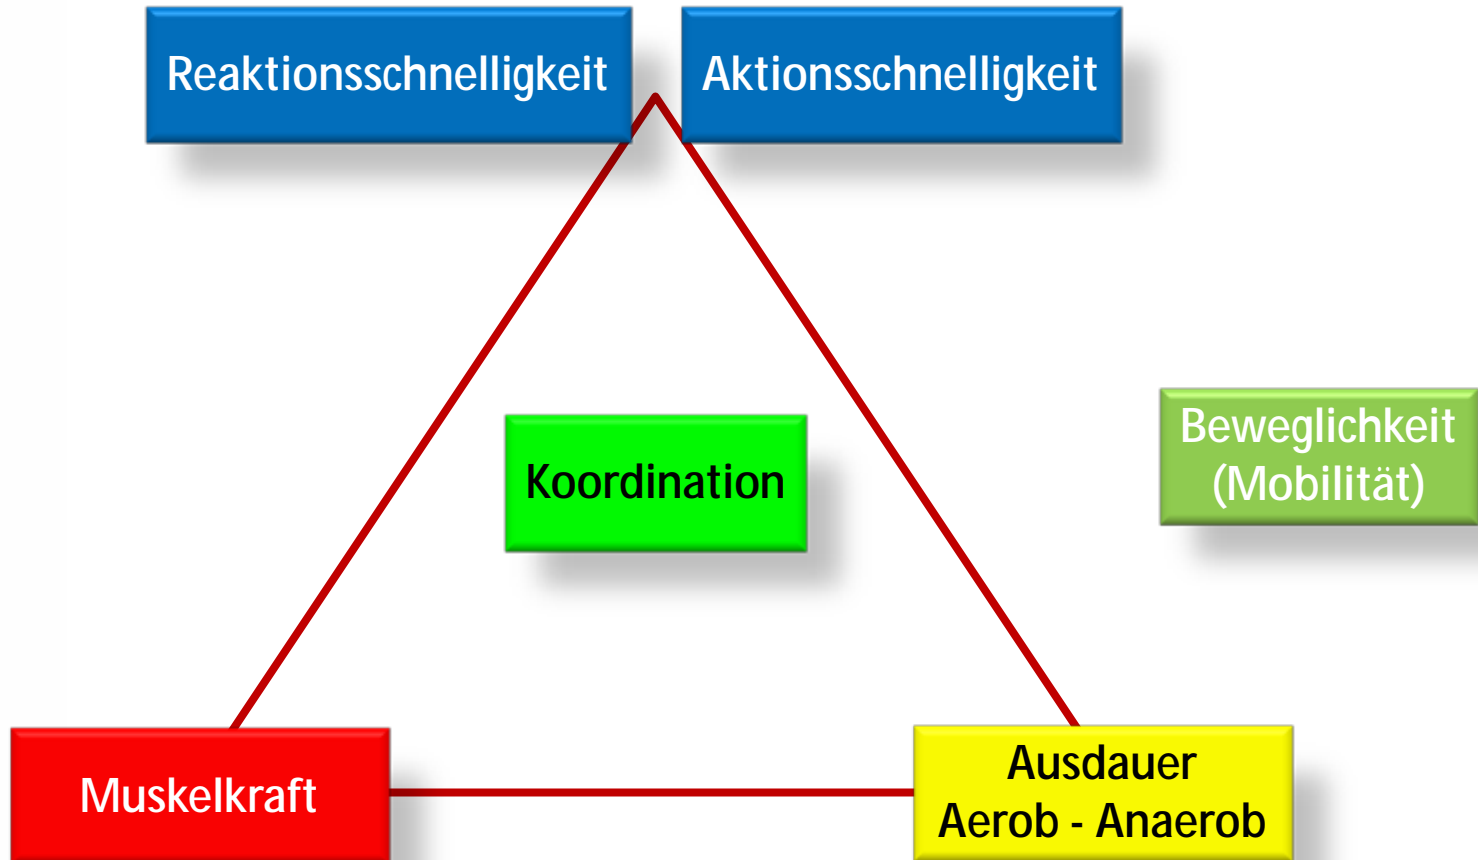 Reaktionsschnelligkeit
Aktionsschnelligkeit
Koordination
Beweglichkeit
(Mobilität)
Muskelkraft
Ausdauer
Aerob - Anaerob